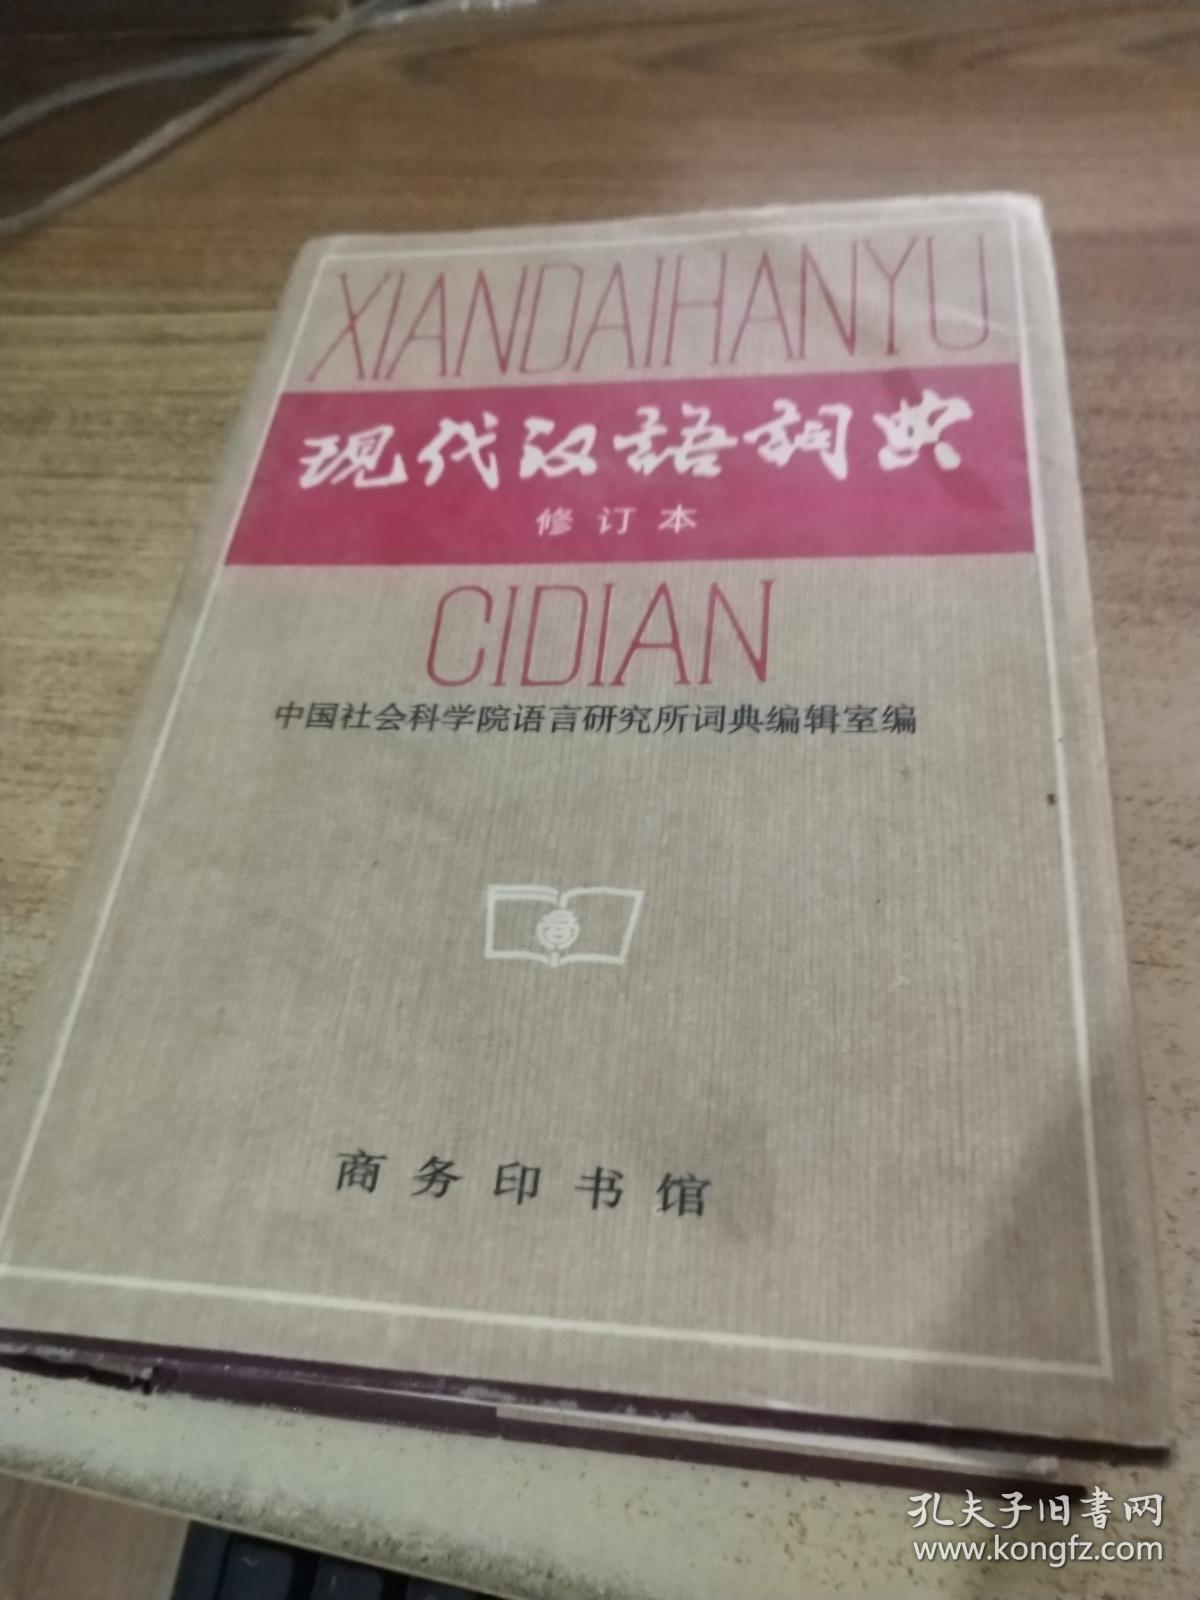 XIANDAIHANYU
现代汉语词典
修订本
CIDIAN
中国社会科学院语言研究所词典编辑室编
商务印书馆
孔夫子旧书网
www.kongfz.com